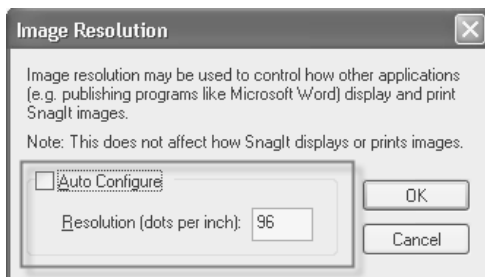 Image Resolution
Image resolution may be used to control how other applications
(e.g. publishing programs like Microsoft Word) display and print
SnagIt images.
Note: This does not affect how SnagIt displays or prints images.
Auto Configure
Resolution (dots per inch): 96
OK
Cancel